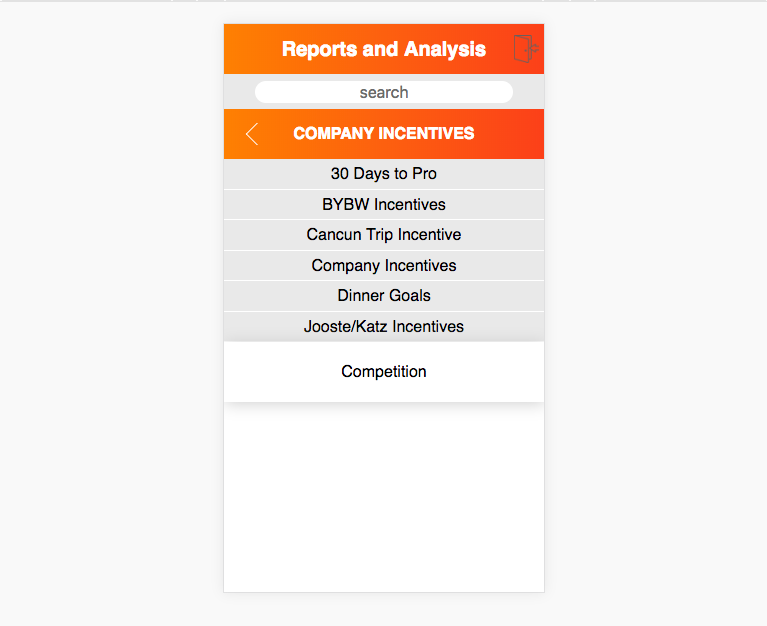 Reports and Analysis
search
COMPANY INCENTIVES
30 Days to Pro
BYBW Incentives
Cancun Trip Incentive
Company Incentives
Dinner Goals
Jooste/Katz Incentives
Competition